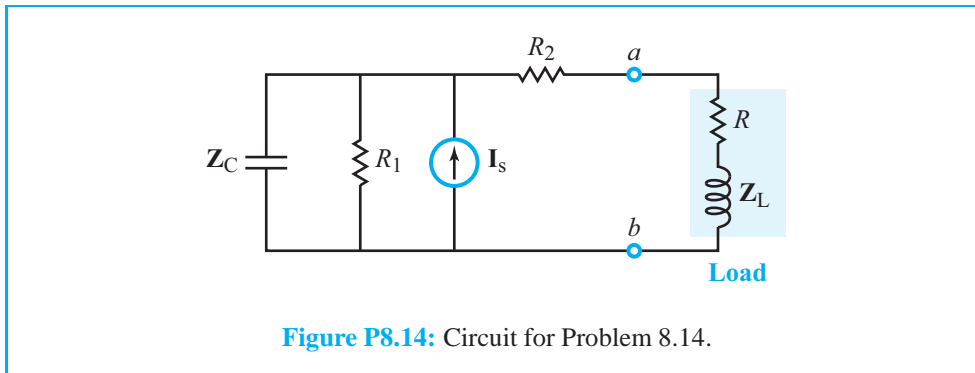 R2
a
ZC
R1
Is
R
ZL
b
Load
Figure P8.14: Circuit for Problem 8.14.